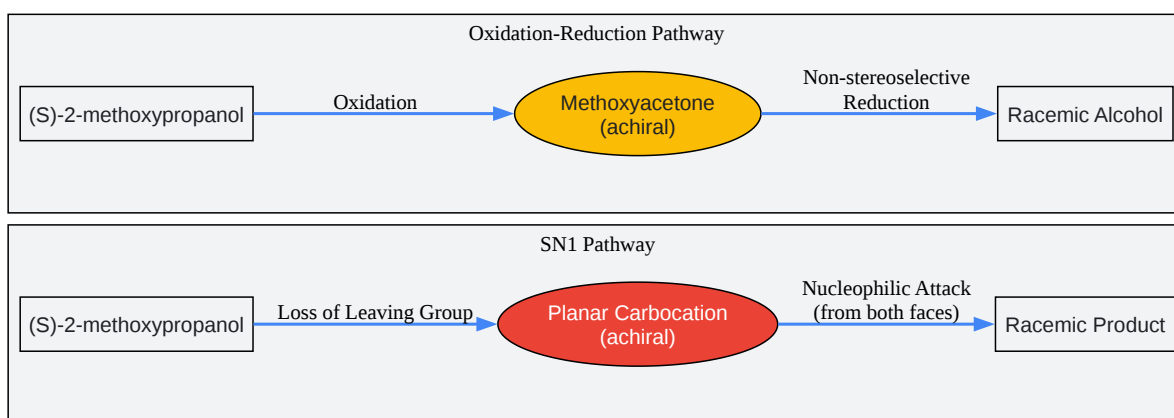 Oxidation-Reduction Pathway
(S)-2-methoxypropanol
Oxidation
Methoxyacetone
(achiral)
Non-stereoselective
Reduction
Racemic Alcohol
SN1 Pathway
(S)-2-methoxypropanol
Loss of Leaving Group
Planar Carbocation
(achiral)
Nucleophilic Attack
(from both faces)
Racemic Product